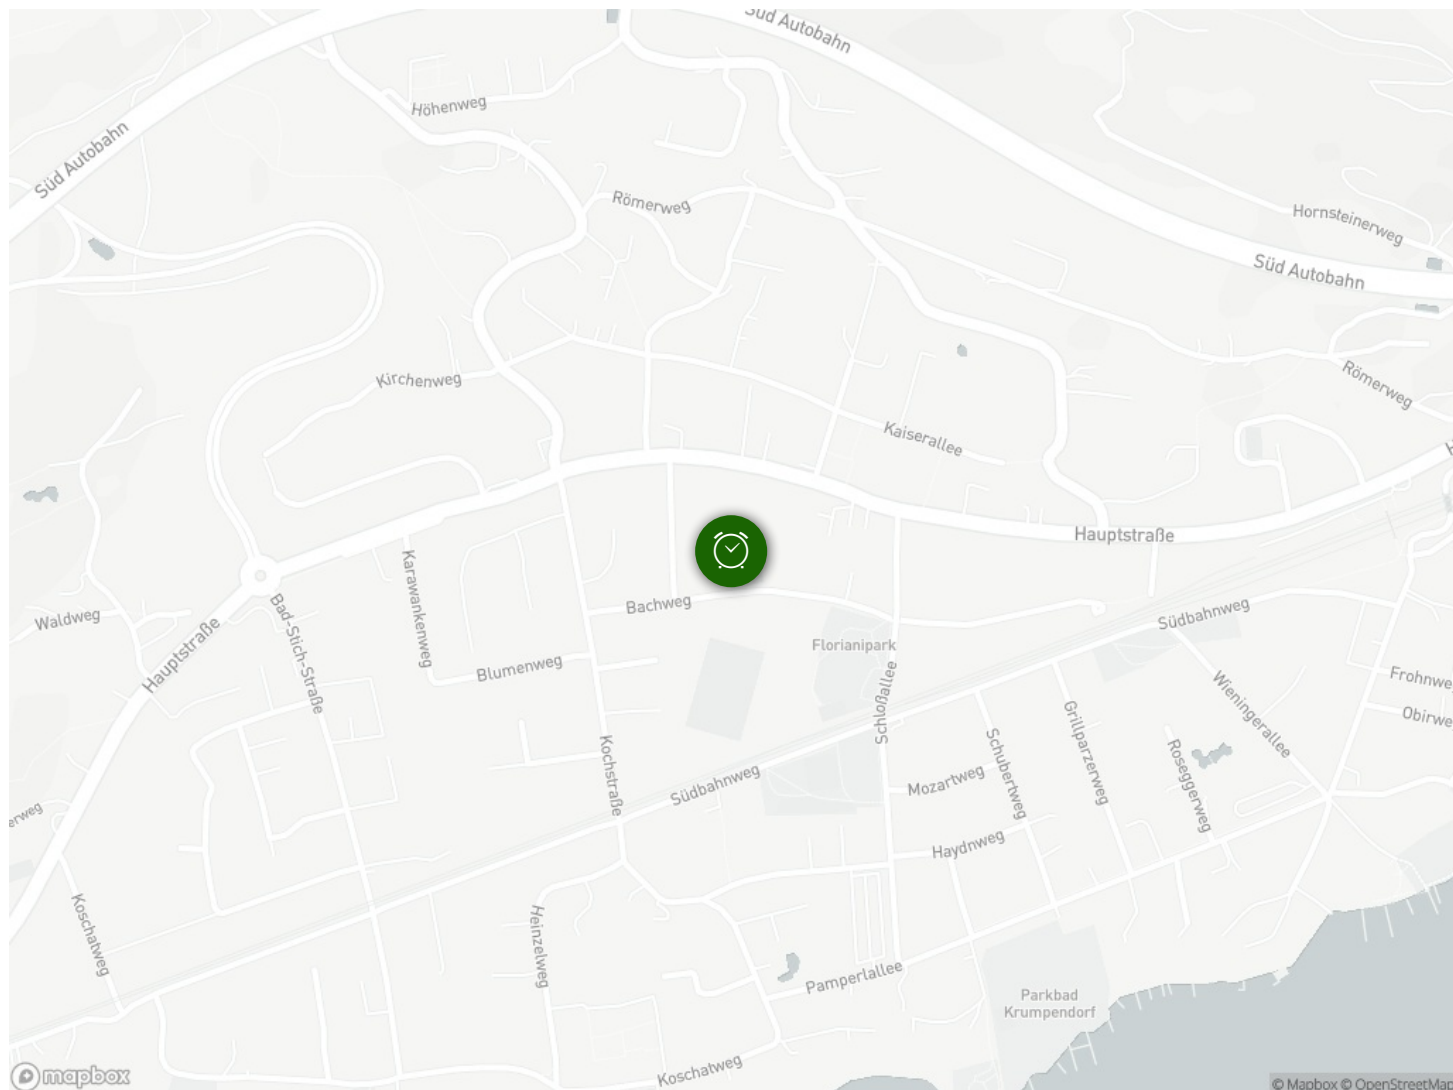 Süd Autobahn
Höhenweg
Süd Autobahn
Römerweg
Hornsteinerweg
Süd Autobahn
Kirchenweg
Römerweg
Kaiserallee
H
Hauptstraße
Karawankenweg
Bachweg
Waldweg
Bad-Stich-Straße
Südbahnweg
Hauptstraße
Florianipark
Blumenweg
Schloßallee
Frohnwe
Wieningerallee
Obirwe
Grillparzerweg
Schubertweg
Roseggerweg
Kochstraße
Südbahnweg
Mozartweg
erweg
Haydnweg
Koschatweg
Heinzelweg
Pamperlallee
Parkbad
Krumpendorf
Koschatweg
mapbox
© Mapbox © OpenStreetMap